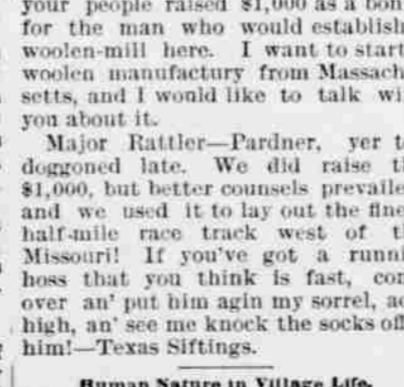 your people raised $1,000 as a bon
for the man who would establish
woolen-mill here. I want to start
woolen manufactury from Massach
setts, and I would like to talk wi
you about it.
Major Rattler—Pardner, yer t
doggoned late. We did raise th
$1,000, but better counsels prevaile
and we used it to lay out the fine
half-mile race track west of th
Missouri! If you've got a runni
hoss that you think is fast, con
over an' put him agin my sorrel, ac
high, an' see me knock the socks off
him!—Texas Siftings.
Human Nature in Village Life.